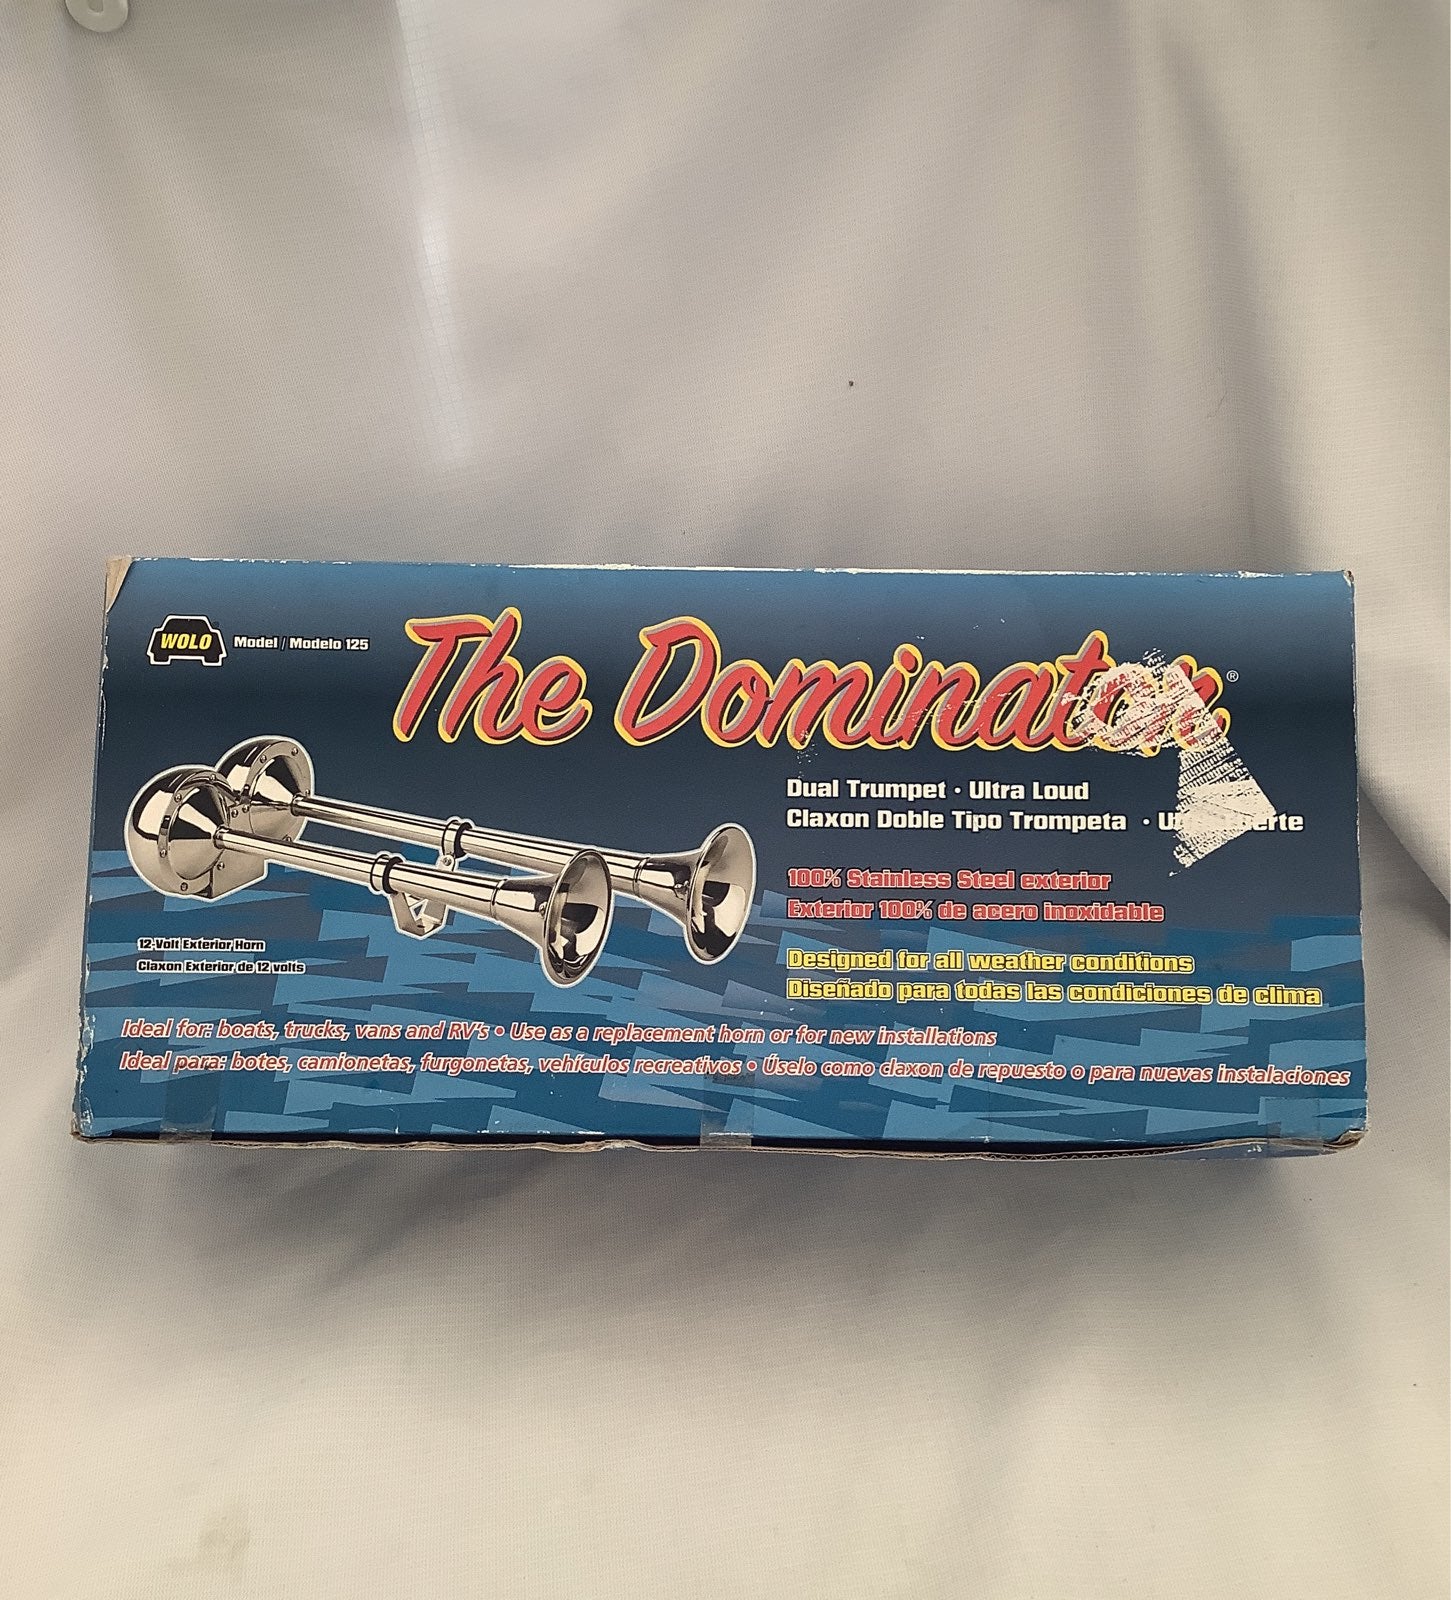 WOLO
Model / Modelo 125
The Dominator®
Dual Trumpet · Ultra Loud
Claxon Doble Tipo Trompeta ·
100% Stainless Steel exterior
Exterior 100% de acero inoxidable
12-Volt Exterior Horn
Claxon Exterior de 12 volts
Designed for all weather conditions
Diseñado para todas las condiciones de clima
Ideal for: boats, trucks, vans and RV's • Use as a replacement horn or for new installations
Ideal para: botes, camionetas, furgonetas, vehículos recreativos • Úselo como claxon de repuesto o para nuevas instalaciones